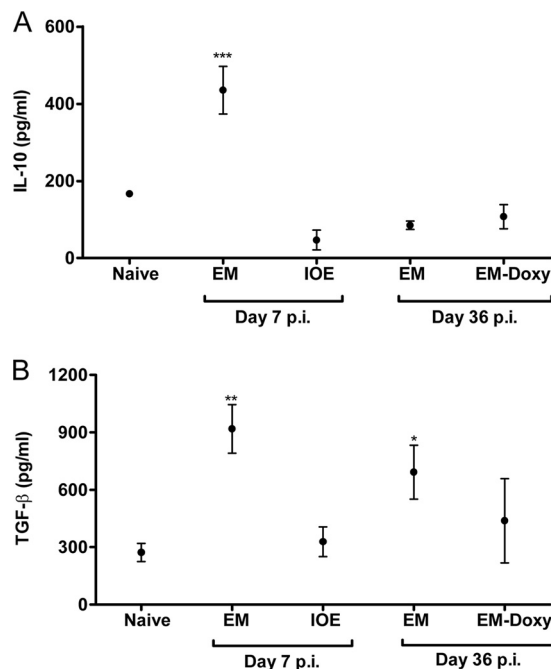 A
600
***
400
IL-10 (pg/ml)
200
0
Naive EM IOE EM EM-Doxy
Day 7 p.i. Day 36 p.i.
B
1200
**
900
*
TGF-β (pg/ml)
600
300
0
Naive EM IOE EM EM-Doxy
Day 7 p.i. Day 36 p.i.